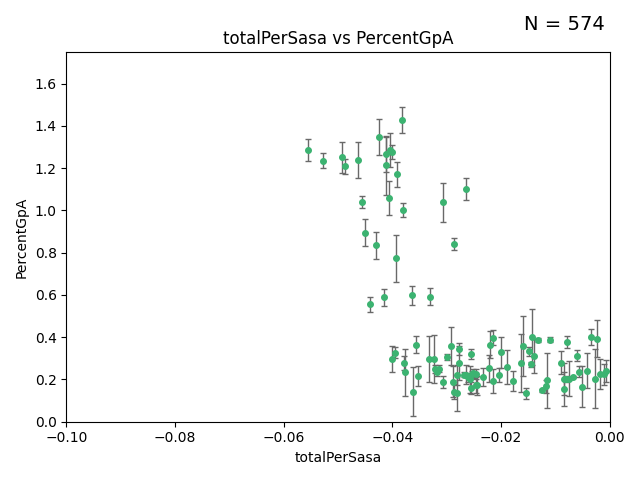 N = 574
totalPerSasa vs PercentGpA
PercentGpA
1.6
1.4
1.2
1.0
0.8
0.6
0.4
0.2
0.0
−0.10 −0.08 −0.06 −0.04 −0.02 0.00
totalPerSasa